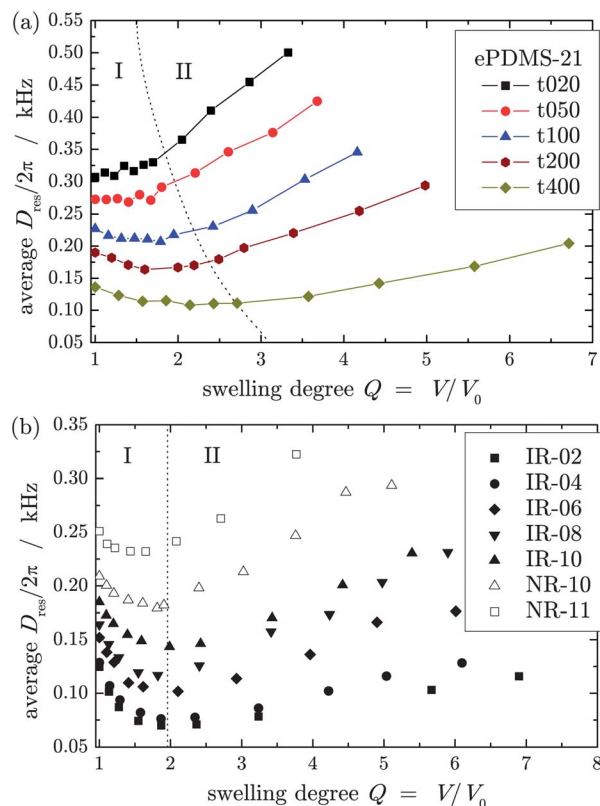 (a)
0.55
0.50
0.45
0.40
0.35
0.30
0.25
0.20
0.15
0.10
0.05
average D_res/2π / kHz
I
II
ePDMS-21
t020
t050
t100
t200
t400
1 2 3 4 5 6 7
swelling degree Q = V/V_0
(b)
0.35
0.30
0.25
0.20
0.15
0.10
0.05
average D_res/2π / kHz
I
II
IR-02
IR-04
IR-06
IR-08
IR-10
NR-10
NR-11
1 2 3 4 5 6 7 8
swelling degree Q = V/V_0